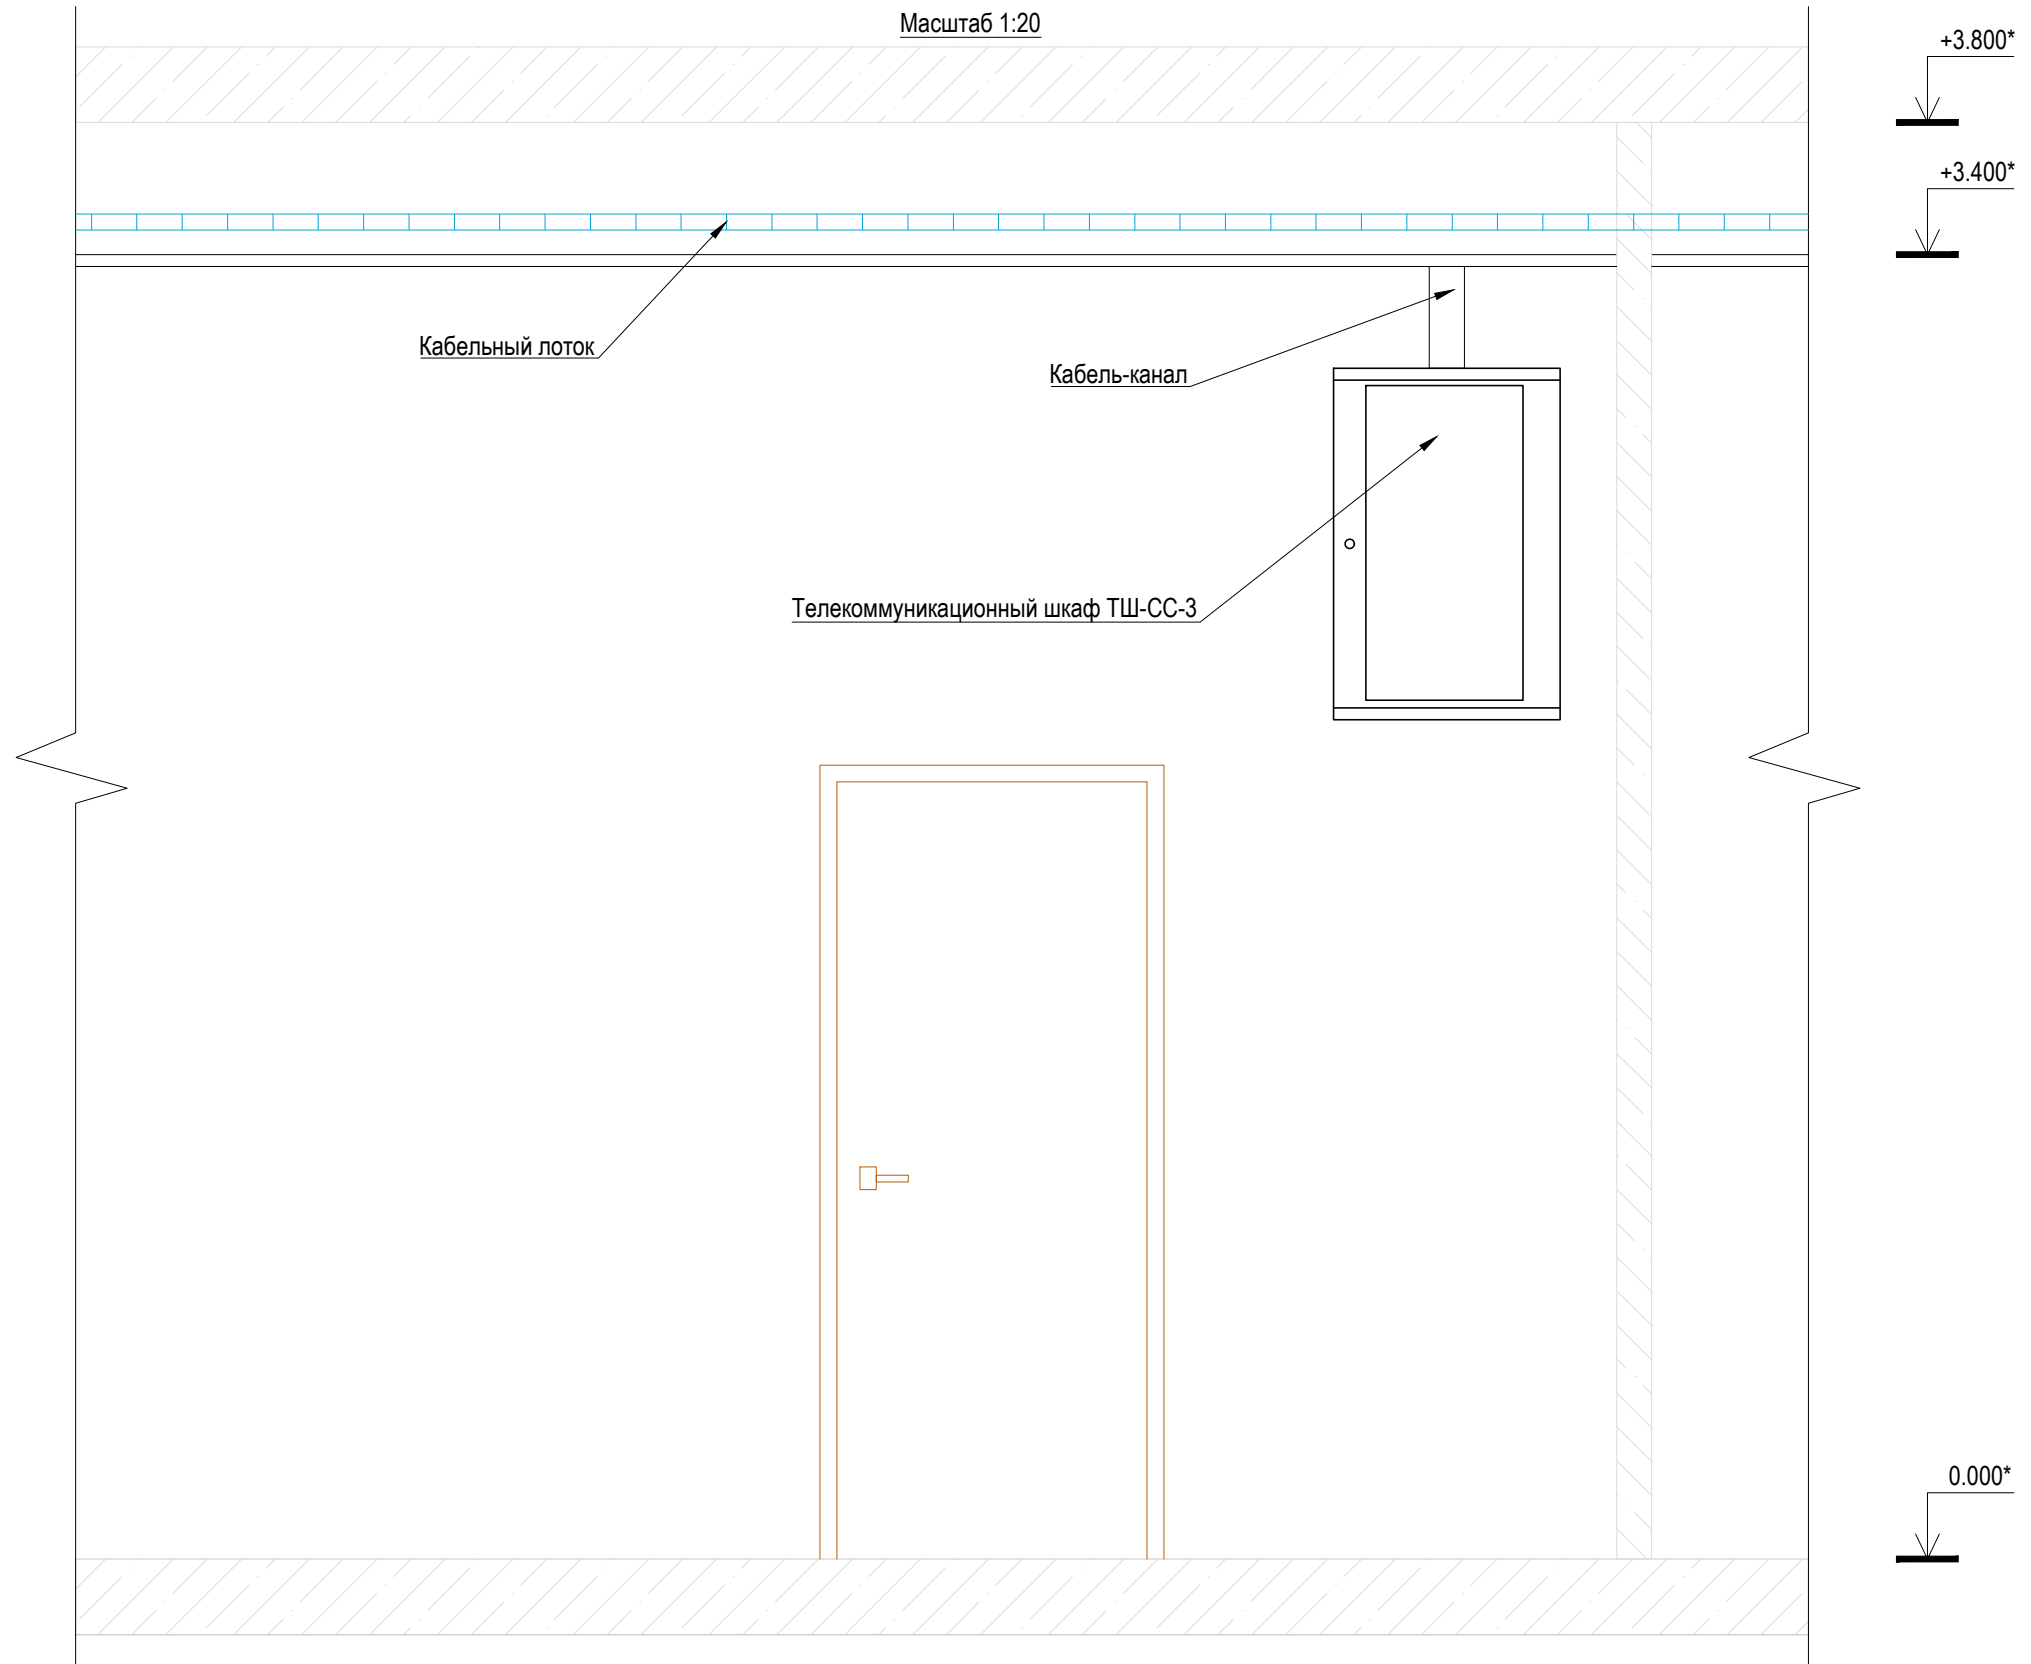 Масштаб 1:20
+3.800*
+3.400*
Кабельный лоток
Кабель-канал
Телекоммуникационный шкаф ТШ-СС-3
0.000*